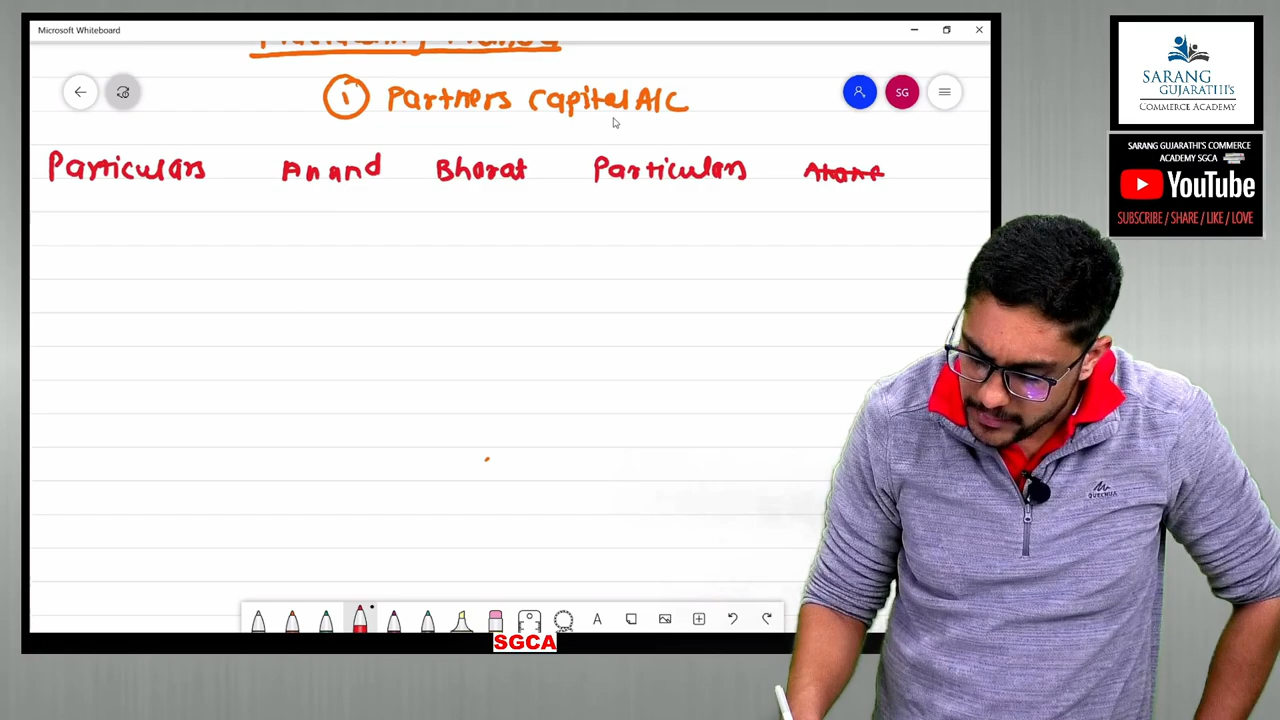 Microsoft Whiteboard
1 Partners Capital A/C
SG
Particulars Anand Bharat Particulars
SGCA
SARANG
GUJARATHI'S
COMMERCE ACADEMY
SARANG GUJARATHI'S COMMERCE
ACADEMY SGCA
YouTube
SUBSCRIBE / SHARE / LIKE / LOVE